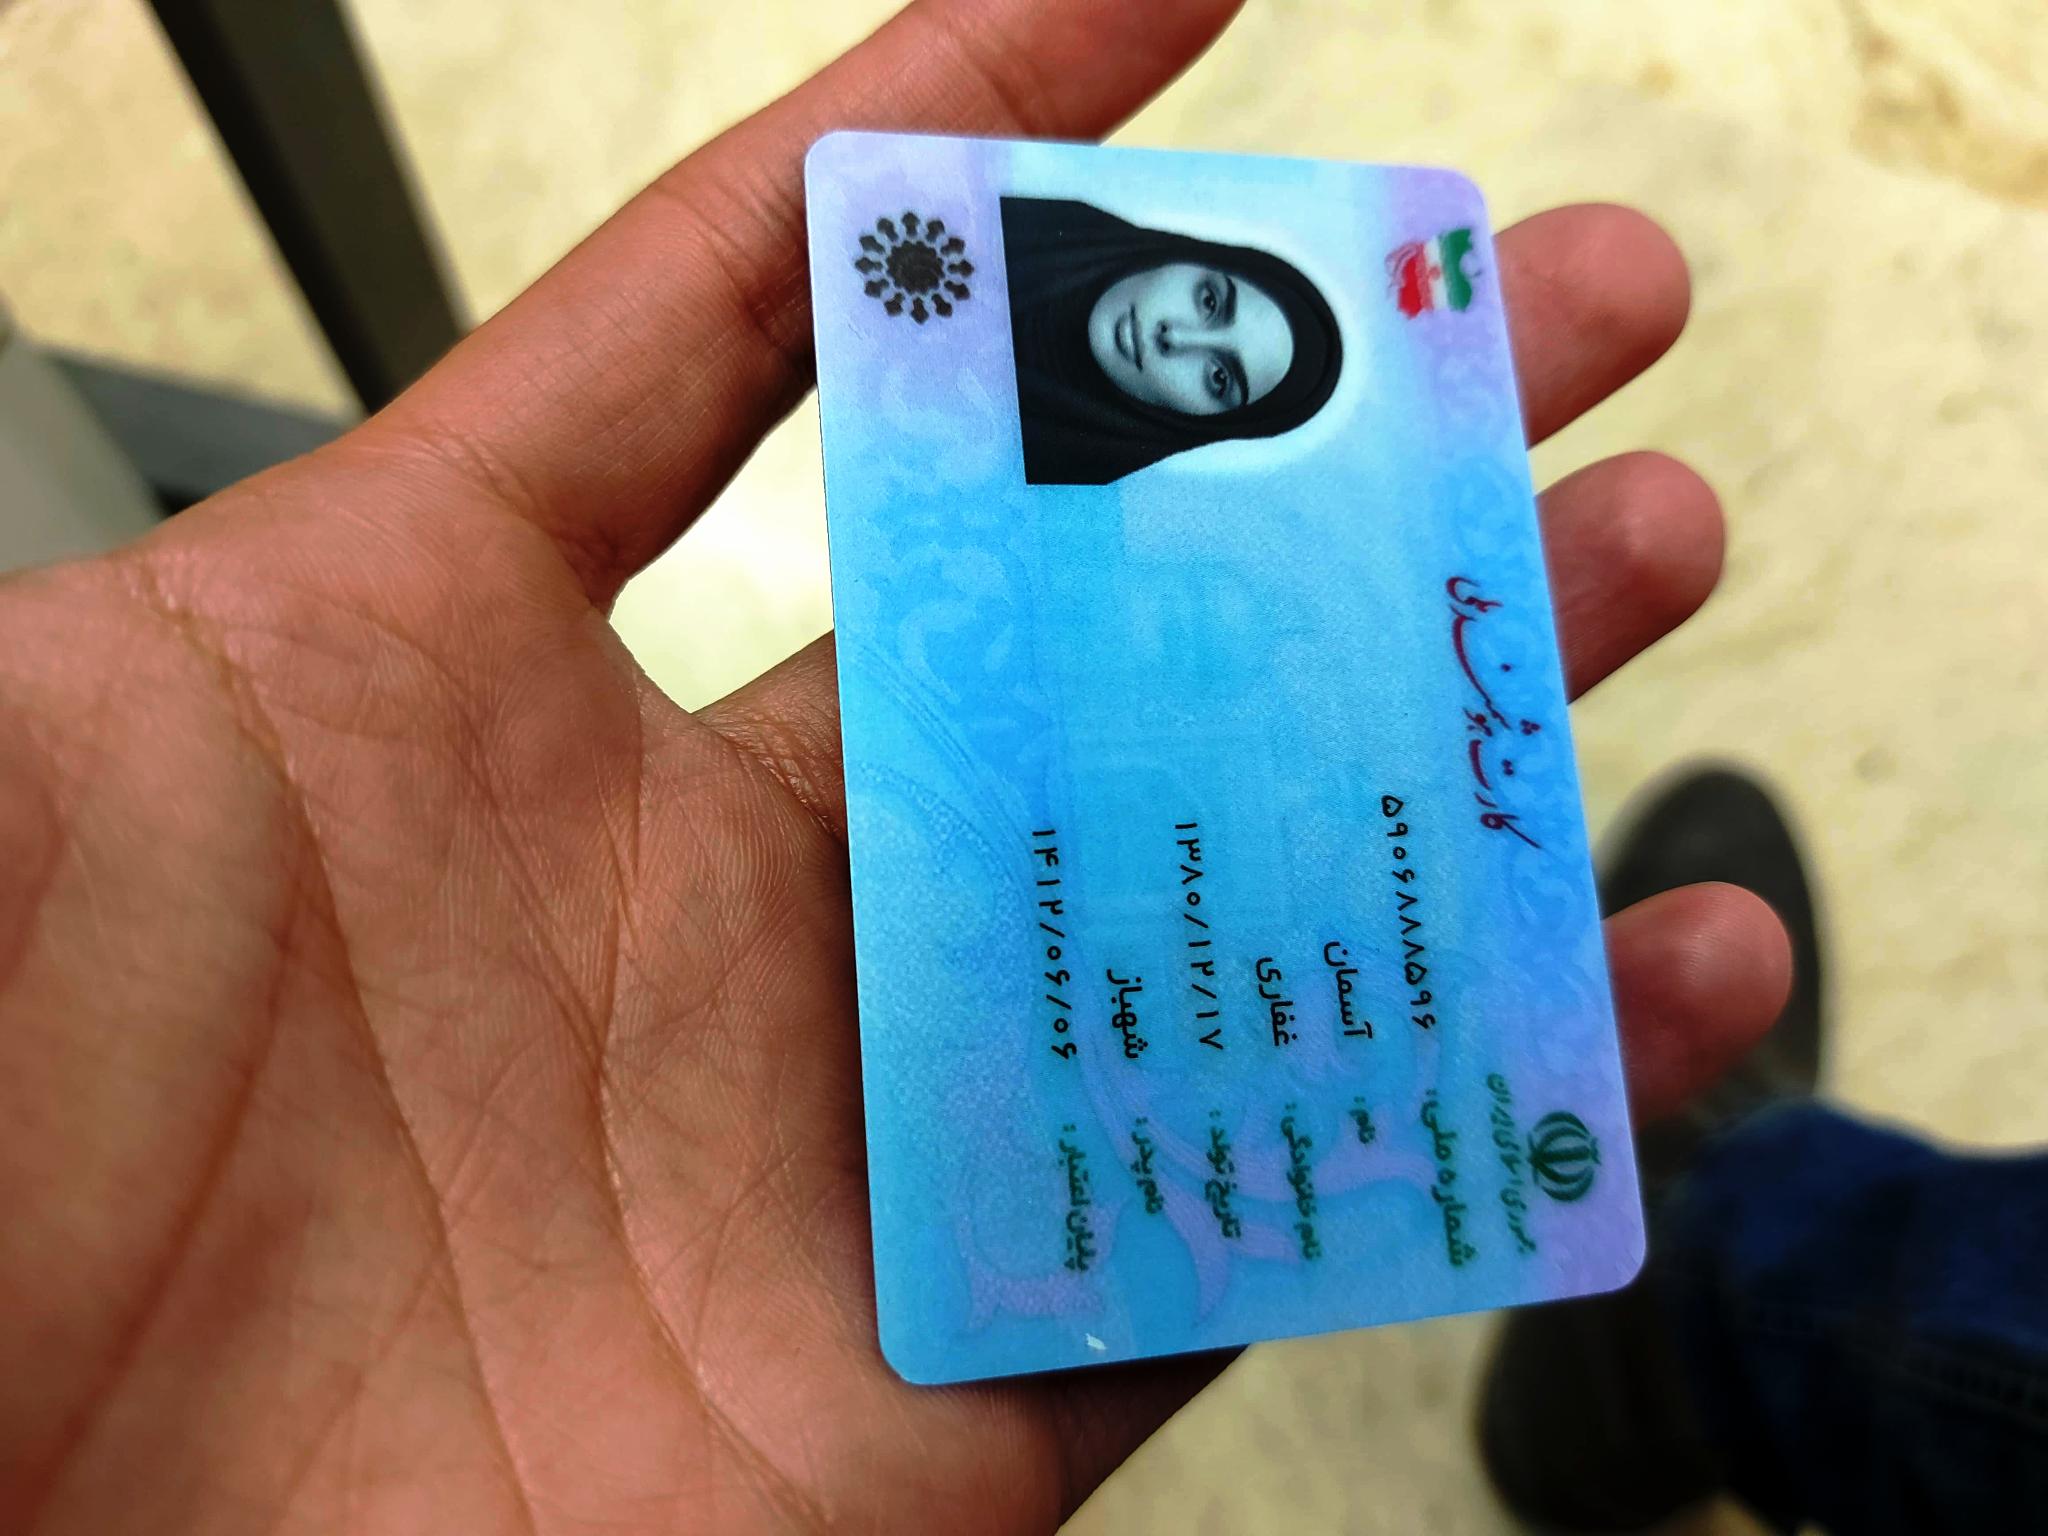 جمهوری اسلامی ایران
کارت هوشمند ملی
شماره ملی: ۵۹۰۶۸۸۸۵۹۶
نام: آسمان
نام خانوادگی: غفاری
تاریخ تولد: ۱۳۸۰/۱۲/۱۷
نام پدر: شهباز
پایان اعتبار: ۱۴۱۲/۰۶/۰۶